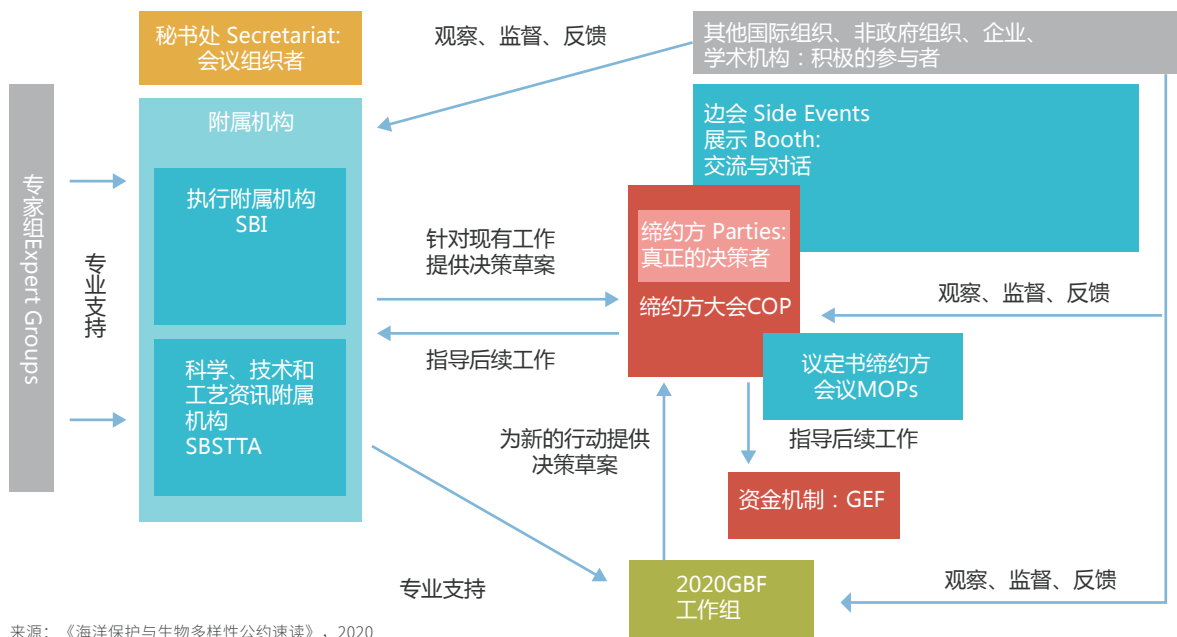 秘书处 Secretariat:
会议组织者
观察、监督、反馈
其他国际组织、非政府组织、企业、
学术机构：积极的参与者
附属机构
边会 Side Events
展示 Booth:
交流与对话
专家组Expert Groups
专业支持
执行附属机构
SBI
针对现有工作
提供决策草案
缔约方 Parties:
真正的决策者
缔约方大会COP
观察、监督、反馈
指导后续工作
科学、技术和
工艺资讯附属
机构
SBSTTA
议定书缔约方
会议MOPs
为新的行动提供
决策草案
指导后续工作
资金机制：GEF
专业支持
2020GBF
工作组
观察、监督、反馈
来源：《海洋保护与生物多样性公约速读》，2020